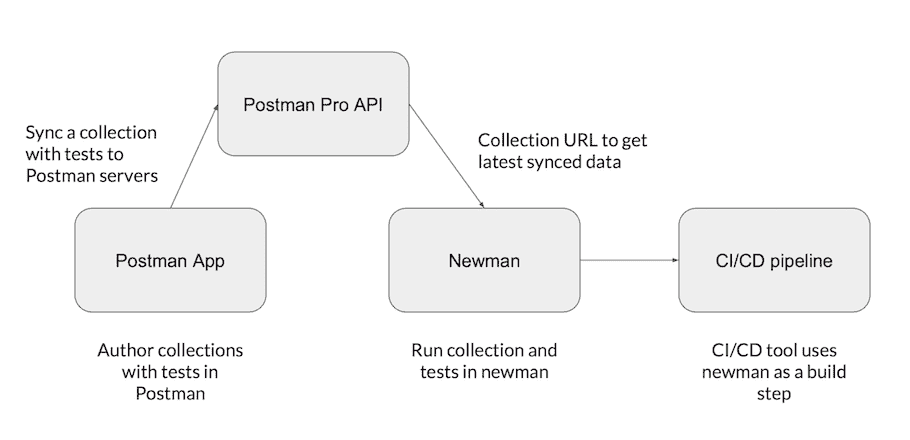 Postman Pro API
Sync a collection
with tests to
Postman servers
Collection URL to get
latest synced data
Postman App
Newman
CI/CD pipeline
Author collections
with tests in
Postman
Run collection and
tests in newman
CI/CD tool uses
newman as a build
step